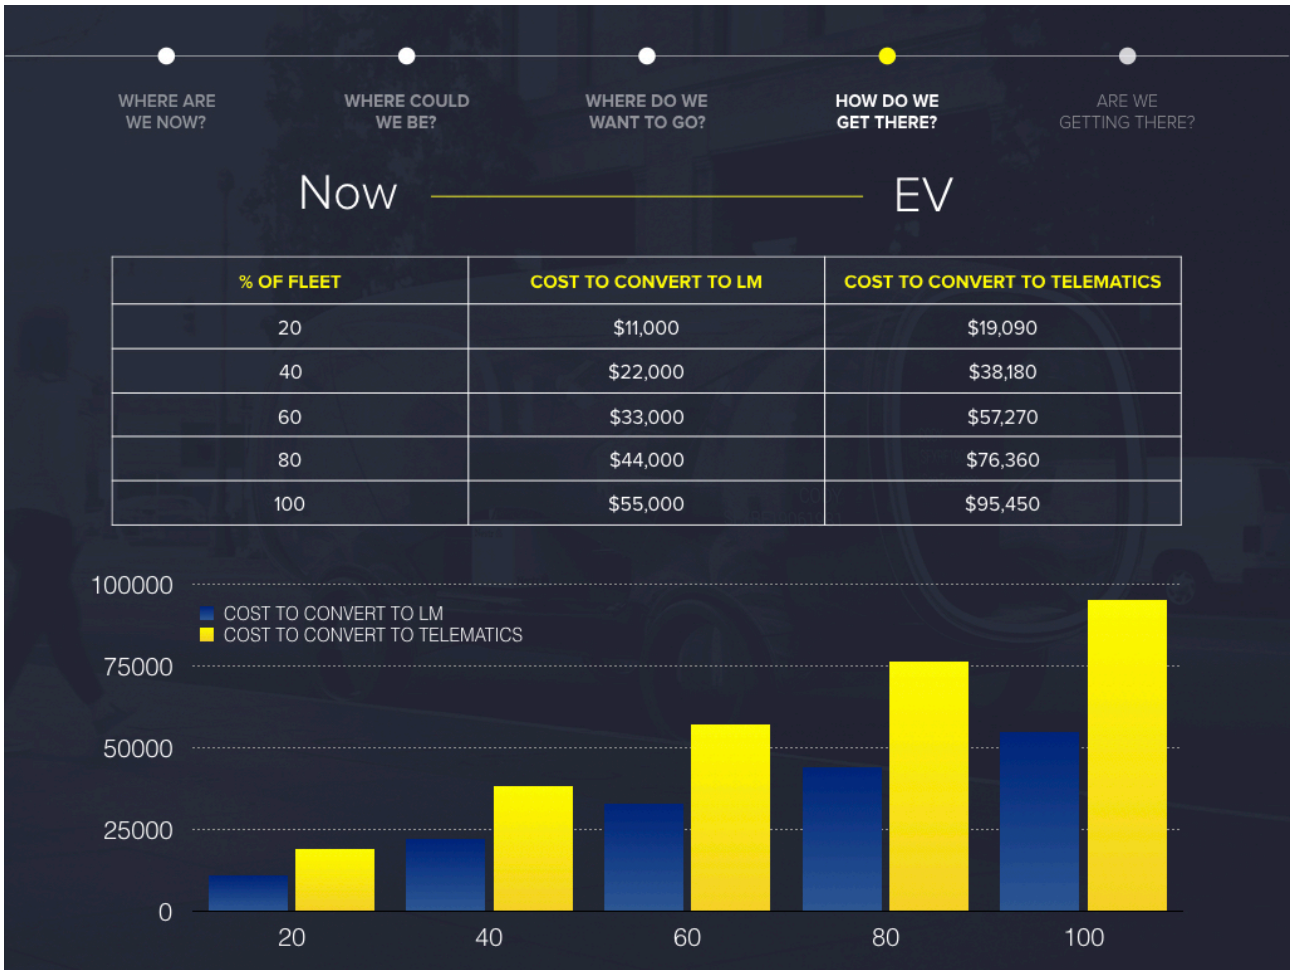 WHERE ARE
WE NOW?
WHERE COULD
WE BE?
WHERE DO WE
WANT TO GO?
HOW DO WE
GET THERE?
ARE WE
GETTING THERE?
Now EV
% OF FLEET COST TO CONVERT TO LM COST TO CONVERT TO TELEMATICS
20 $11,000 $19,090
40 $22,000 $38,180
60 $33,000 $57,270
80 $44,000 $76,360
100 $55,000 $95,450
100000
COST TO CONVERT TO LM
COST TO CONVERT TO TELEMATICS
75000
50000
25000
0
20 40 60 80 100